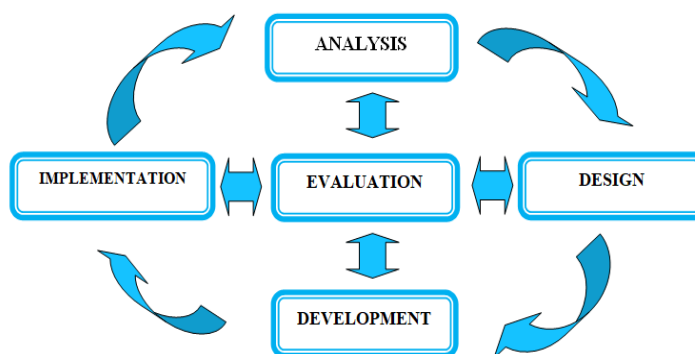 ANALYSIS
IMPLEMENTATION
EVALUATION
DESIGN
DEVELOPMENT